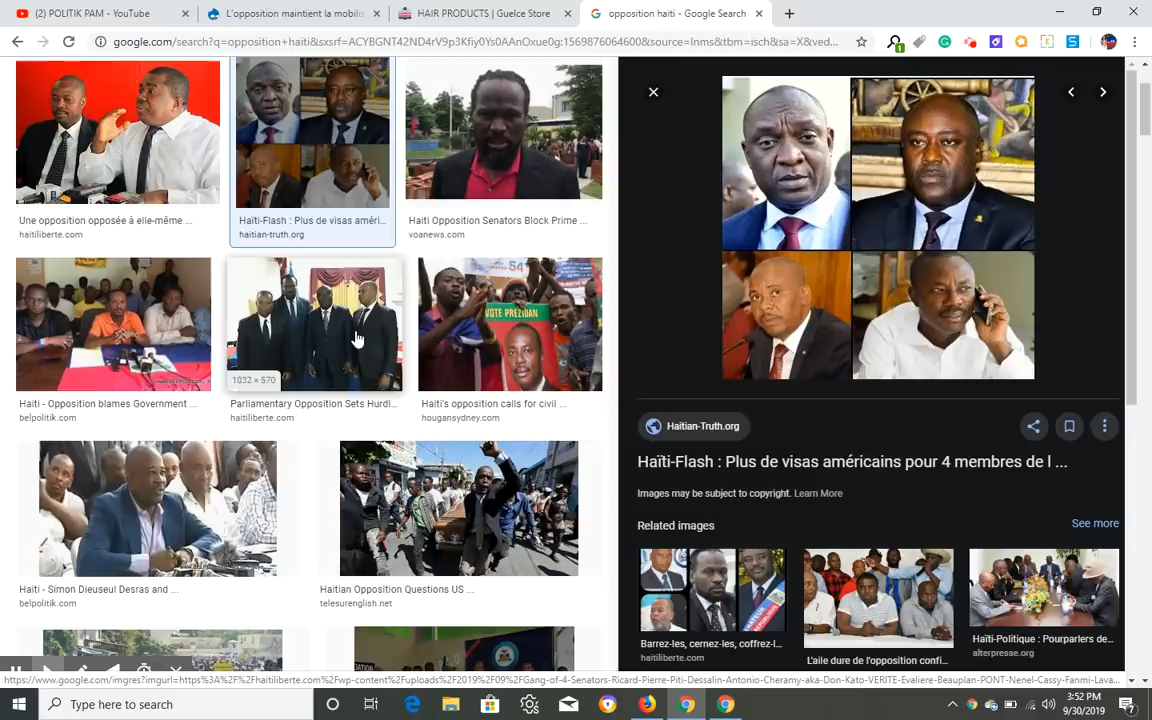 (2) POLITIK PAM - YouTube
L'opposition maintient la mobilis
HAIR PRODUCTS | Guelce Store
opposition haiti - Google Search
google.com/search?q=opposition+haiti&sxsrf=ACYBGNT42ND4rV9p3Kfiy0Ys0AAnOxue0g:1569876064600&source=lnms&tbm=isch&sa=X&ved...
Une opposition opposée à elle-même ...
haitiliberte.com
Haïti-Flash : Plus de visas améri...
haitian-truth.org
Haiti Opposition Senators Block Prime ...
voanews.com
54
VOTE PREZIDAN
1032 × 570
Haiti - Opposition blames Government ...
belpolitik.com
Parliamentary Opposition Sets Hurdl...
haitiliberte.com
Haiti's opposition calls for civil ...
hougansydney.com
Haiti - Simon Dieuseul Desras and ...
belpolitik.com
Haitian Opposition Questions US ...
telesurenglish.net
Haitian-Truth.org
Haïti-Flash : Plus de visas américains pour 4 membres de l ...
Images may be subject to copyright. Learn More
Related images
See more
Barrez-les, cernez-les, coffrez-l...
haitiliberte.com
L'aile dure de l'opposition confi...
Haïti-Politique : Pourparlers de...
alterpresse.org
https://www.google.com/imgres?imgurl=https%3A%2F%2Fhaitiliberte.com%2Fwp-content%2Fuploads%2F2019%2F09%2FGang-of-4-Senators-Ricard-Pierre-Piti-Dessalin-Antonio-Cheramy-aka-Don-Kato-VERITE-Evaliere-Beauplan-PONT-Nenel-Cassy-Fanmi-Lava...
Type here to search
3:52 PM
9/30/2019
7